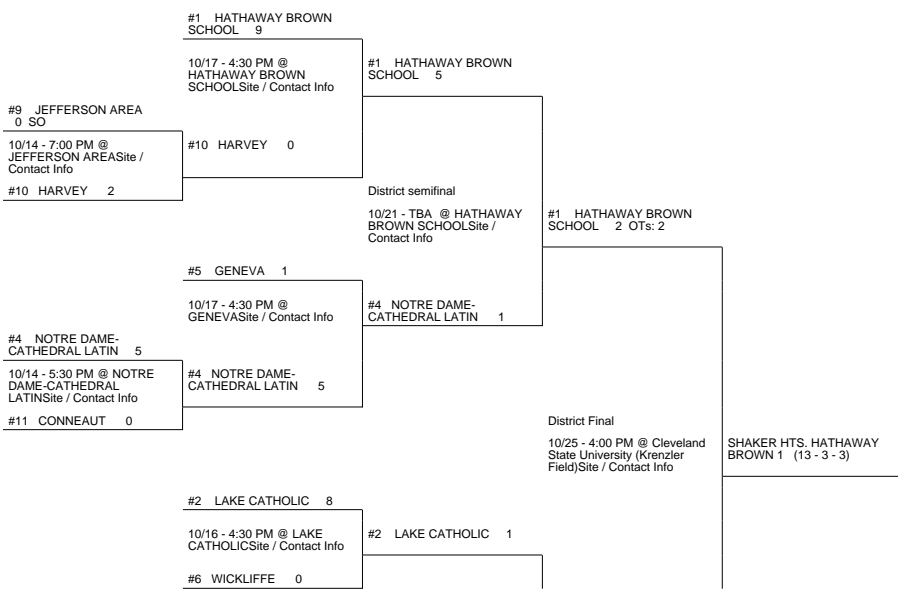 #1 HATHAWAY BROWN
SCHOOL 9
10/17 - 4:30 PM @
HATHAWAY BROWN
SCHOOLSite / Contact Info
#1 HATHAWAY BROWN
SCHOOL 5
#9 JEFFERSON AREA
0 SO
10/14 - 7:00 PM @
JEFFERSON AREASite /
Contact Info
#10 HARVEY 0
#10 HARVEY 2
District semifinal
10/21 - TBA @ HATHAWAY
BROWN SCHOOLSite /
Contact Info
#1 HATHAWAY BROWN
SCHOOL 2 OTs: 2
#5 GENEVA 1
10/17 - 4:30 PM @
GENEVASite / Contact Info
#4 NOTRE DAME-
CATHEDRAL LATIN 1
#4 NOTRE DAME-
CATHEDRAL LATIN 5
10/14 - 5:30 PM @ NOTRE
DAME-CATHEDRAL
LATINSite / Contact Info
#4 NOTRE DAME-
CATHEDRAL LATIN 5
#11 CONNEAUT 0
District Final
10/25 - 4:00 PM @ Cleveland
State University (Krenzler
Field)Site / Contact Info
SHAKER HTS. HATHAWAY
BROWN 1 (13 - 3 - 3)
#2 LAKE CATHOLIC 8
10/16 - 4:30 PM @ LAKE
CATHOLICSite / Contact Info
#2 LAKE CATHOLIC 1
#6 WICKLIFFE 0